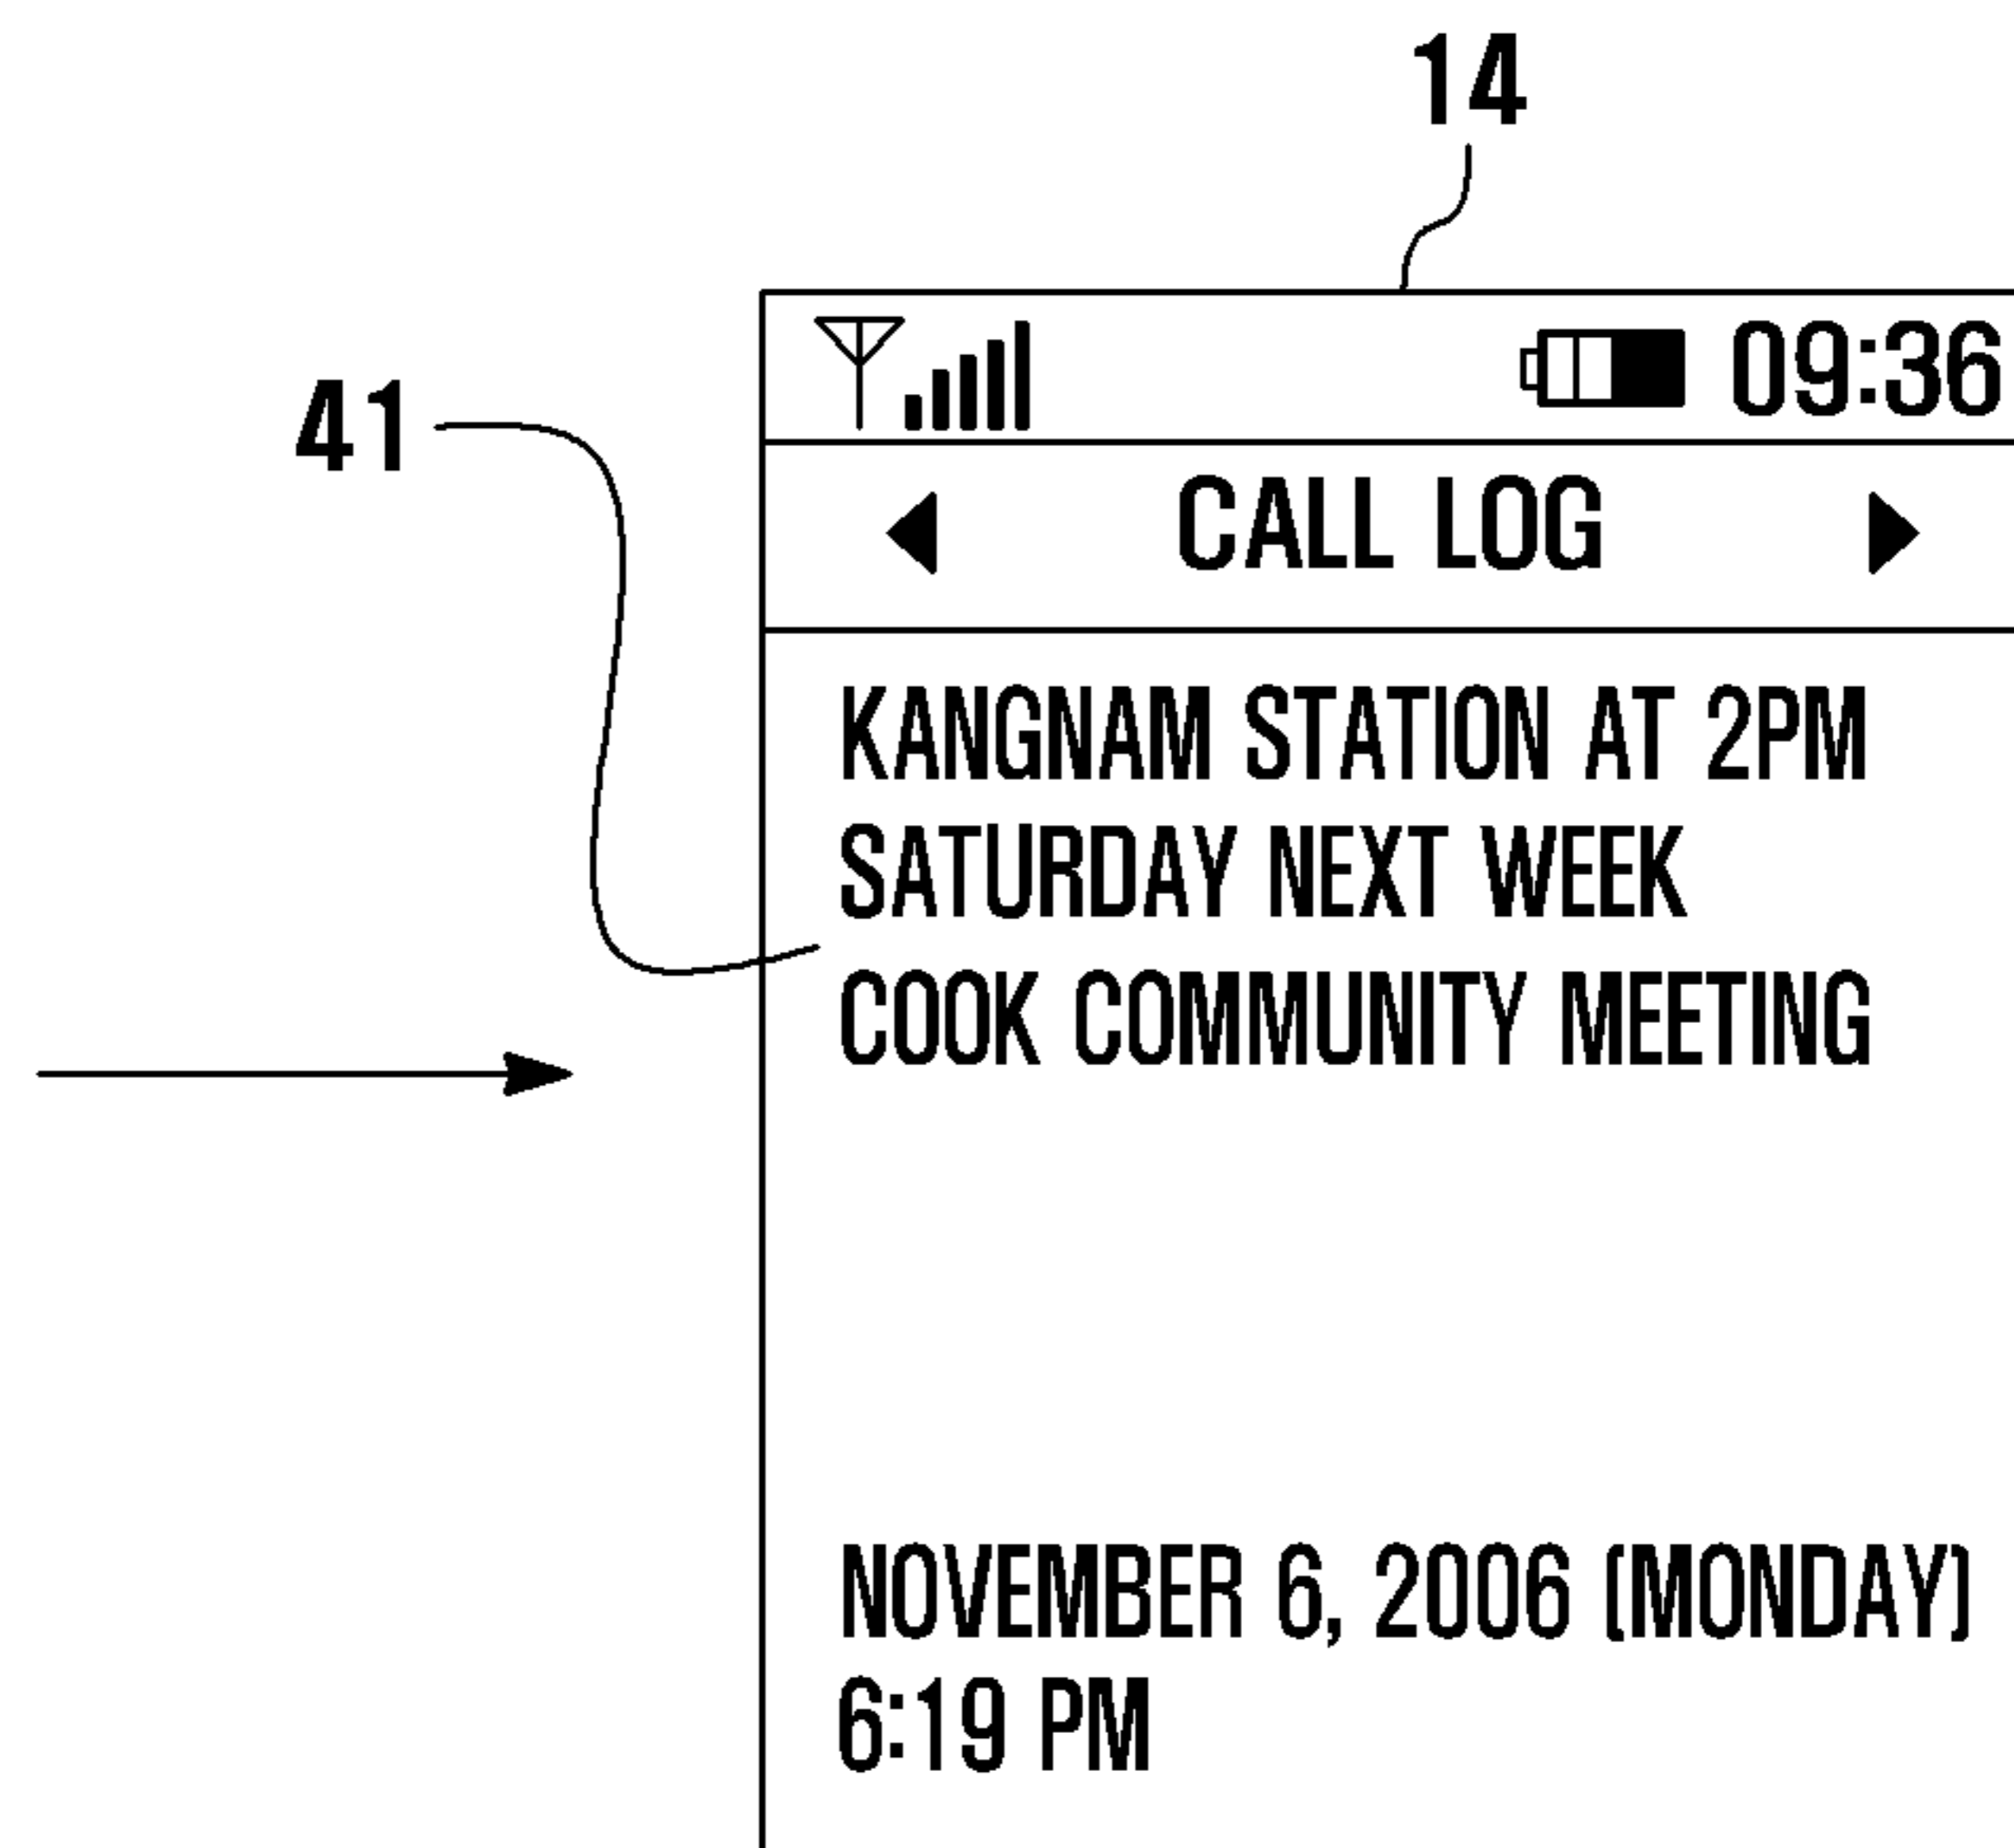 14
41
09:36
CALL LOG
KANGNAM STATION AT 2PM
SATURDAY NEXT WEEK
COOK COMMUNITY MEETING
NOVEMBER 6, 2006 (MONDAY)
6:19 PM